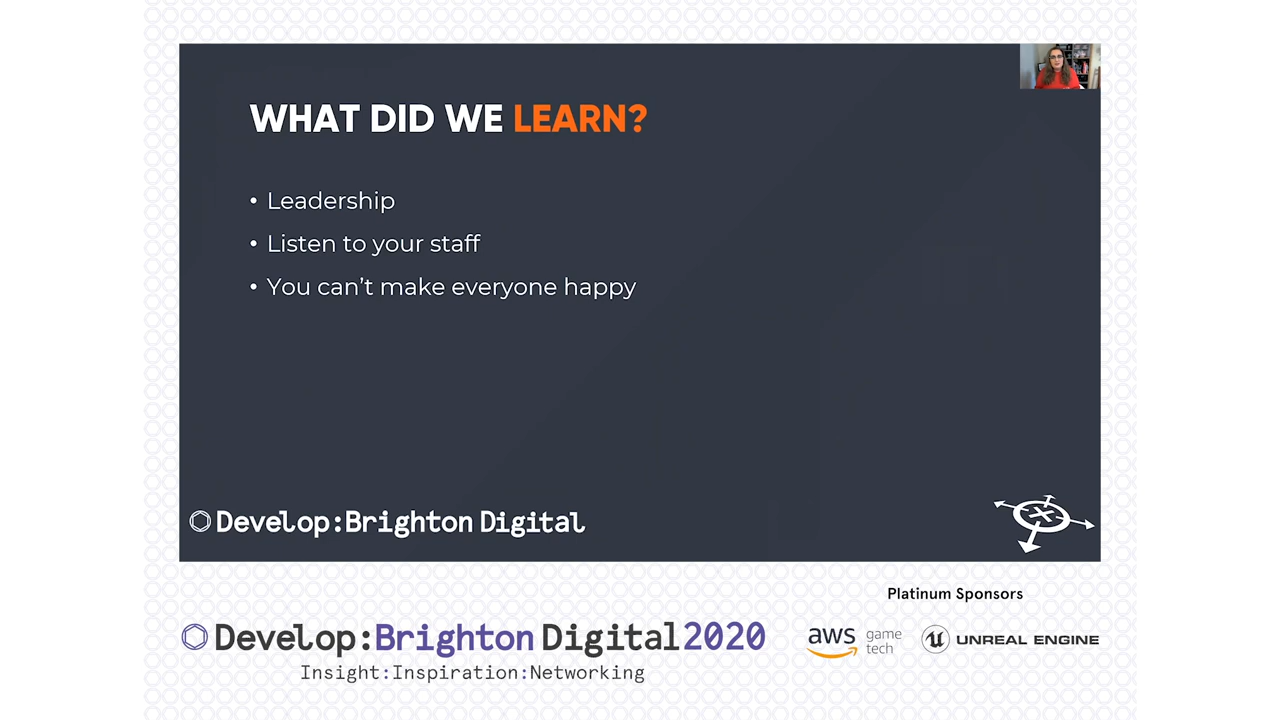 WHAT DID WE LEARN?
• Leadership
• Listen to your staff
• You can't make everyone happy
Develop:Brighton Digital
Platinum Sponsors
Develop:Brighton Digital 2020
Insight:Inspiration:Networking
aws game tech
UNREAL ENGINE